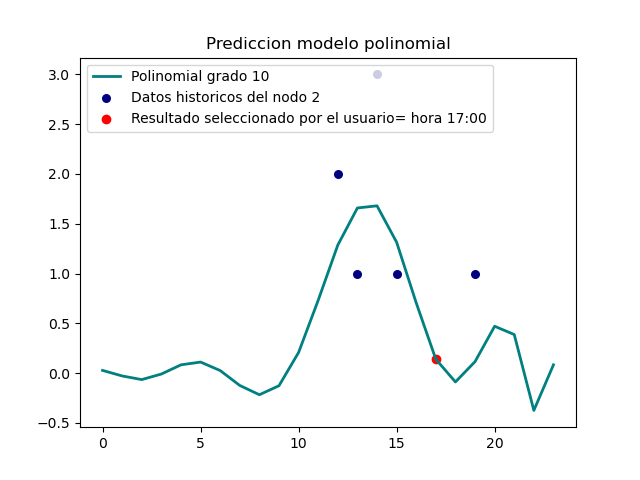 Prediccion modelo polinomial
3.0
Polinomial grado 10
Datos historicos del nodo 2
Resultado seleccionado por el usuario= hora 17:00
2.5
2.0
1.5
1.0
0.5
0.0
−0.5
0 5 10 15 20